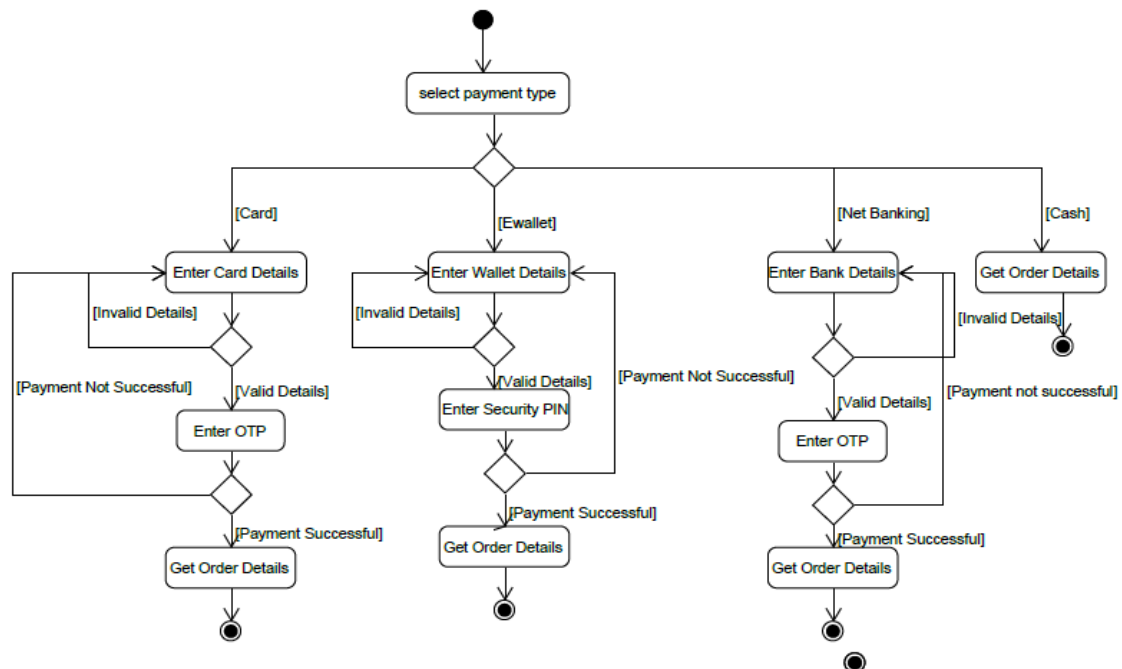 select payment type
[Card]
[Ewallet]
[Net Banking]
[Cash]
Enter Card Details
Enter Wallet Details
Enter Bank Details
Get Order Details
[Invalid Details]
[Invalid Details]
[Invalid Details]
[Payment Not Successful]
[Valid Details]
[Valid Details]
[Payment Not Successful]
[Payment not successful]
[Valid Details]
Enter OTP
Enter Security PIN
Enter OTP
[Payment Successful]
[Payment Successful]
[Payment Successful]
Get Order Details
Get Order Details
Get Order Details